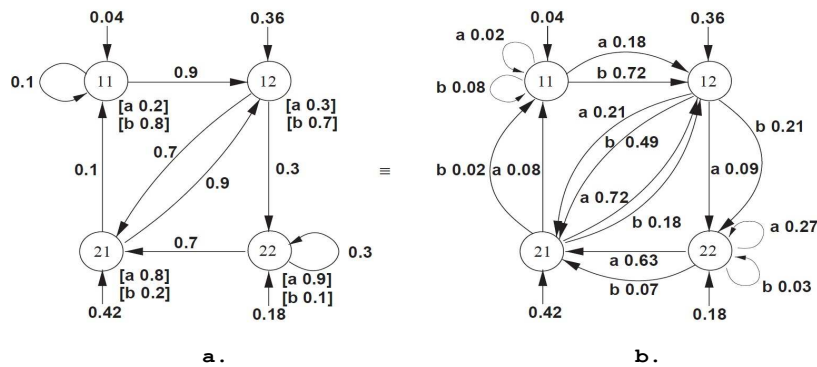 0.04
0.36
0.1
11
0.9
12
[a 0.2]
[b 0.8]
[a 0.3]
[b 0.7]
0.7
0.1
0.9
0.3
21
0.7
22
0.3
[a 0.8]
[b 0.2]
[a 0.9]
[b 0.1]
0.42
0.18
a.
≡
0.04
0.36
a 0.02
a 0.18
11
12
b 0.08
b 0.72
a 0.21
b 0.21
b 0.49
b 0.02
a 0.08
a 0.09
a 0.72
b 0.18
a 0.27
21
22
a 0.63
b 0.07
b 0.03
0.42
0.18
b.